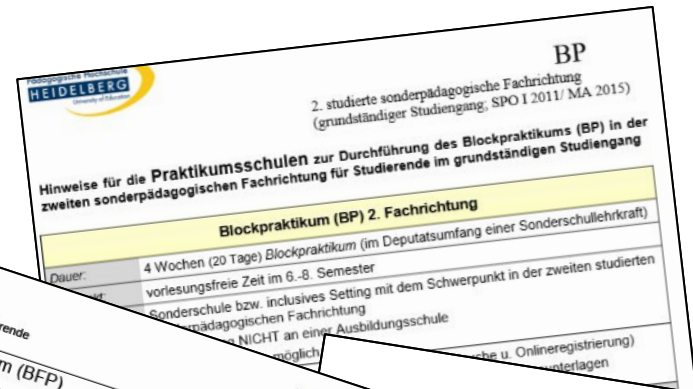 Pädagogische Hochschule
HEIDELBERG
University of Education
BP
2. studierte sonderpädagogische Fachrichtung
(grundständiger Studiengang; SPO I 2011/ MA 2015)
Hinweise für die Praktikumsschulen zur Durchführung des Blockpraktikums (BP) in der
zweiten sonderpädagogischen Fachrichtung für Studierende im grundständigen Studiengang
Blockpraktikum (BP) 2. Fachrichtung
Dauer: 4 Wochen (20 Tage) Blockpraktikum (im Deputatsumfang einer Sonderschullehrkraft)
vorlesungsfreie Zeit im 6.-8. Semester
Sonderschule bzw. inclusives Setting mit dem Schwerpunkt in der zweiten studierten
Fachrichtung
NICHT an einer Ausbildungsschule
möglich
u. Onlineregistrierung)
(BFP)